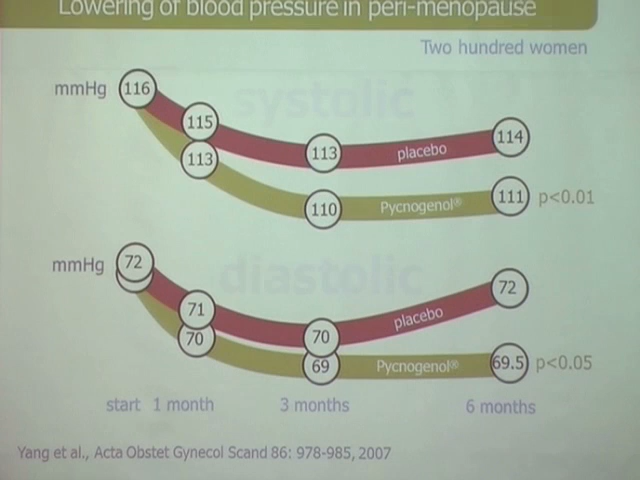 Lowering of blood pressure in peri-menopause
Two hundred women
systolic
mmHg
116
115
113
113
placebo
114
110
Pycnogenol®
111
p<0.01
diastolic
mmHg
72
71
70
70
placebo
72
69
Pycnogenol®
69.5
p<0.05
start 1 month 3 months 6 months
Yang et al., Acta Obstet Gynecol Scand 86: 978-985, 2007